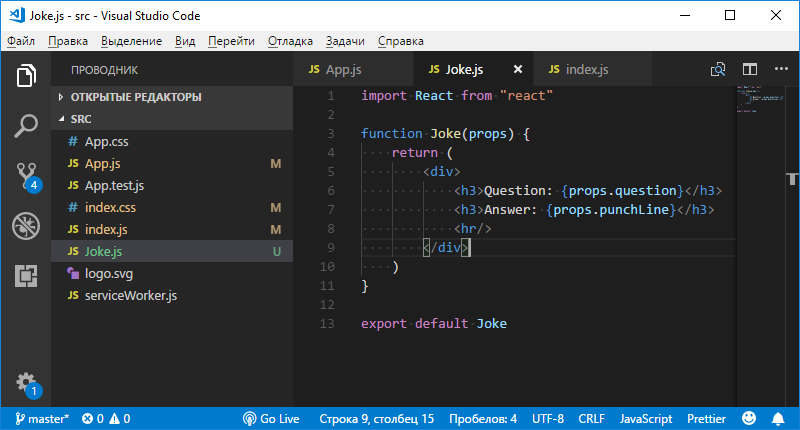 Joke.js - src - Visual Studio Code
Файл Правка Выделение Вид Перейти Отладка Задачи Справка
ПРОВОДНИК
ОТКРЫТЫЕ РЕДАКТОРЫ
SRC
# App.css
JS App.js M
JS App.test.js
# index.css M
JS index.js M
JS Joke.js U
logo.svg
JS serviceWorker.js
4
1
JS App.js JS Joke.js JS index.js
1 import React from "react"
2
3 function Joke(props) {
4     return (
5         <div>
6             <h3>Question: {props.question}</h3>
7             <h3>Answer: {props.punchLine}</h3>
8             <hr/>
9         </div>
10     )
11 }
12
13 export default Joke
master* 0 0 Go Live Строка 9, столбец 15 Пробелов: 4 UTF-8 CRLF JavaScript Prettier